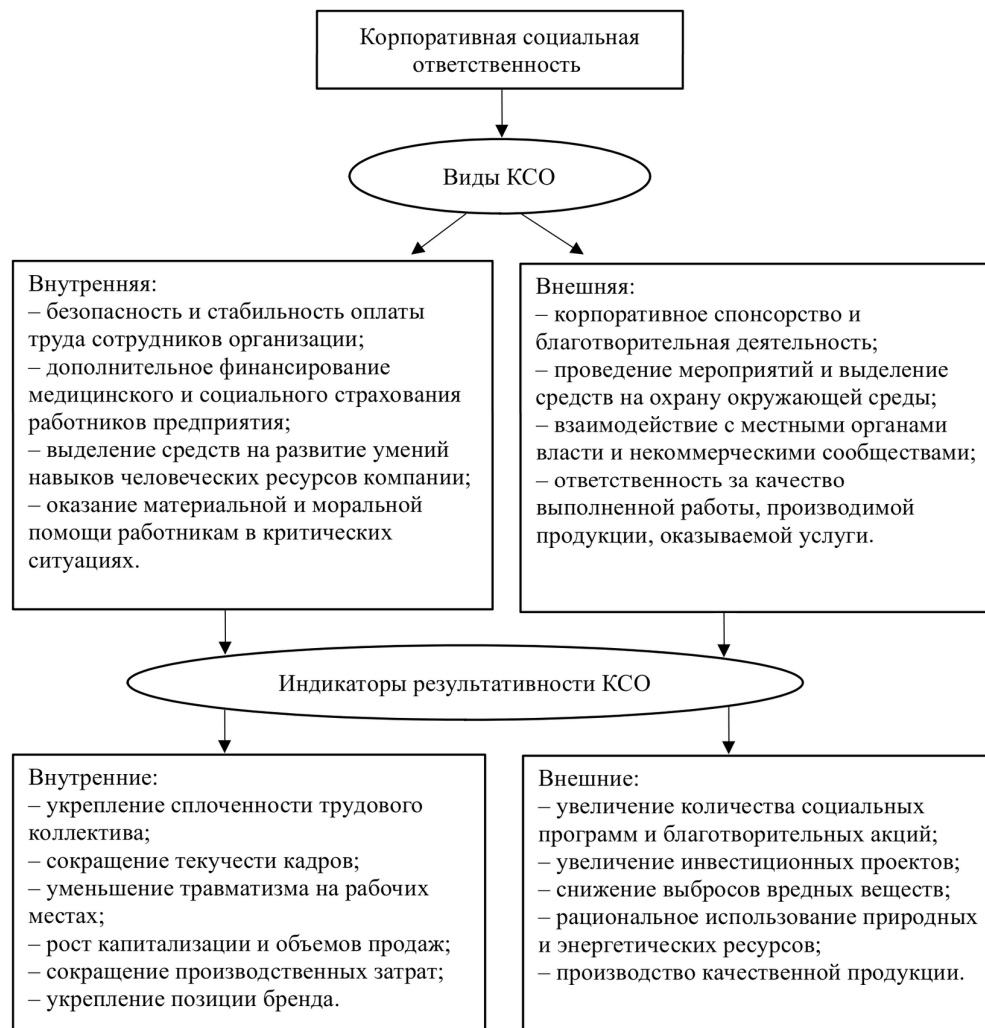 Корпоративная социальная
ответственность
Виды КСО
Внутренняя:
– безопасность и стабильность оплаты
труда сотрудников организации;
– дополнительное финансирование
медицинского и социального страхования
работников предприятия;
– выделение средств на развитие умений
навыков человеческих ресурсов компании;
– оказание материальной и моральной
помощи работникам в критических
ситуациях.
Внешняя:
– корпоративное спонсорство и
благотворительная деятельность;
– проведение мероприятий и выделение
средств на охрану окружающей среды;
– взаимодействие с местными органами
власти и некоммерческими сообществами;
– ответственность за качество
выполненной работы, производимой
продукции, оказываемой услуги.
Индикаторы результативности КСО
Внутренние:
– укрепление сплоченности трудового
коллектива;
– сокращение текучести кадров;
– уменьшение травматизма на рабочих
местах;
– рост капитализации и объемов продаж;
– сокращение производственных затрат;
– укрепление позиции бренда.
Внешние:
– увеличение количества социальных
программ и благотворительных акций;
– увеличение инвестиционных проектов;
– снижение выбросов вредных веществ;
– рациональное использование природных
и энергетических ресурсов;
– производство качественной продукции.